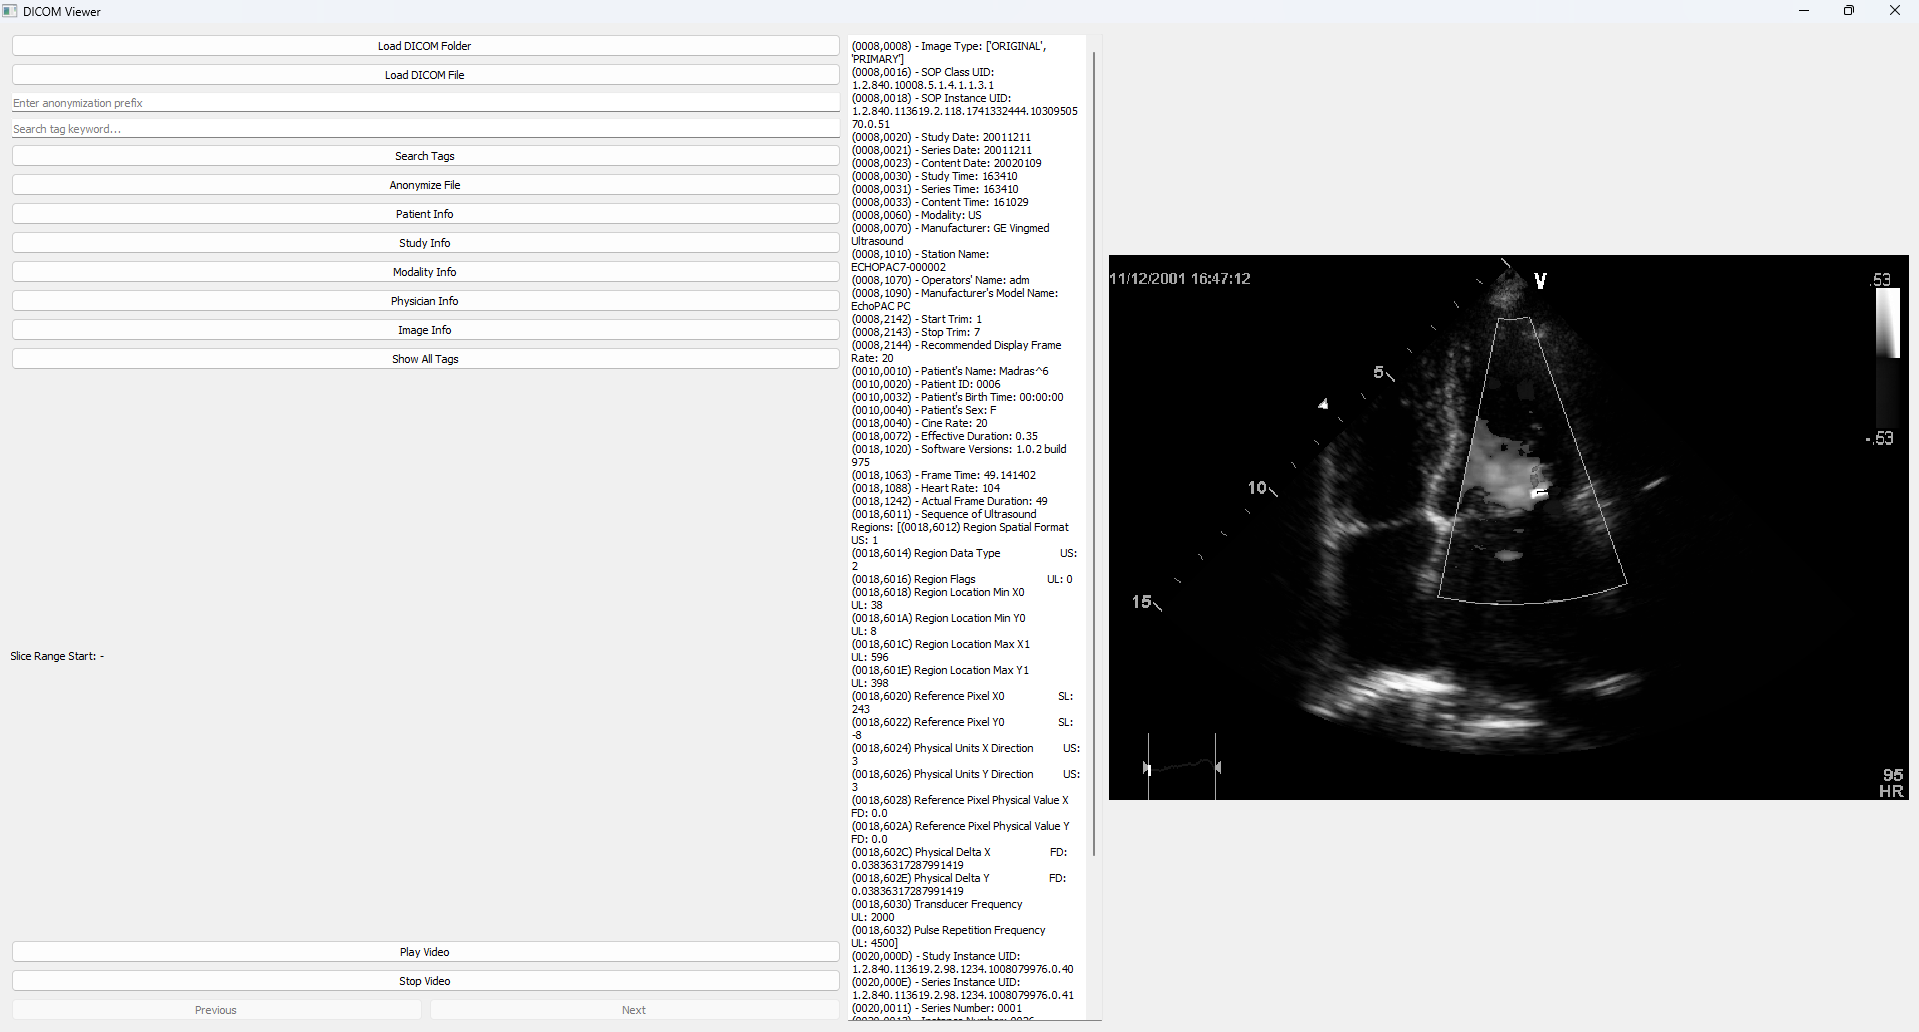 DICOM Viewer
Load DICOM Folder
Load DICOM File
Enter anonymization prefix
Search tag keyword...
Search Tags
Anonymize File
Patient Info
Study Info
Modality Info
Physician Info
Image Info
Show All Tags
Slice Range Start: -
Play Video
Stop Video
Previous
Next
(0008,0008) - Image Type: ['ORIGINAL',
'PRIMARY']
(0008,0016) - SOP Class UID:
1.2.840.10008.5.1.4.1.1.3.1
(0008,0018) - SOP Instance UID:
1.2.840.113619.2.118.1741332444.10309505
70.0.51
(0008,0020) - Study Date: 20011211
(0008,0021) - Series Date: 20011211
(0008,0023) - Content Date: 20020109
(0008,0030) - Study Time: 163410
(0008,0031) - Series Time: 163410
(0008,0033) - Content Time: 161029
(0008,0060) - Modality: US
(0008,0070) - Manufacturer: GE Vingmed
Ultrasound
(0008,1010) - Station Name:
ECHOPAC7-000002
(0008,1070) - Operators' Name: adm
(0008,1090) - Manufacturer's Model Name:
EchoPAC PC
(0008,2142) - Start Trim: 1
(0008,2143) - Stop Trim: 7
(0008,2144) - Recommended Display Frame
Rate: 20
(0010,0010) - Patient's Name: Madras^6
(0010,0020) - Patient ID: 0006
(0010,0032) - Patient's Birth Time: 00:00:00
(0010,0040) - Patient's Sex: F
(0018,0040) - Cine Rate: 20
(0018,0072) - Effective Duration: 0.35
(0018,1020) - Software Versions: 1.0.2 build
975
(0018,1063) - Frame Time: 49.141402
(0018,1088) - Heart Rate: 104
(0018,1242) - Actual Frame Duration: 49
(0018,6011) - Sequence of Ultrasound
Regions: [(0018,6012) Region Spatial Format
US: 1
(0018,6014) Region Data Type US:
2
(0018,6016) Region Flags UL: 0
(0018,6018) Region Location Min X0
UL: 38
(0018,601A) Region Location Min Y0
UL: 8
(0018,601C) Region Location Max X1
UL: 596
(0018,601E) Region Location Max Y1
UL: 398
(0018,6020) Reference Pixel X0 SL:
243
(0018,6022) Reference Pixel Y0 SL:
-8
(0018,6024) Physical Units X Direction US:
3
(0018,6026) Physical Units Y Direction US:
3
(0018,6028) Reference Pixel Physical Value X
FD: 0.0
(0018,602A) Reference Pixel Physical Value Y
FD: 0.0
(0018,602C) Physical Delta X FD:
0.03836317287991419
(0018,602E) Physical Delta Y FD:
0.03836317287991419
(0018,6030) Transducer Frequency
UL: 2000
(0018,6032) Pulse Repetition Frequency
UL: 4500]
(0020,000D) - Study Instance UID:
1.2.840.113619.2.98.1234.1008079976.0.40
(0020,000E) - Series Instance UID:
1.2.840.113619.2.98.1234.1008079976.0.41
(0020,0011) - Series Number: 0001
11/12/2001 16:47:12
V
.53
-.53
5
10
15
95
HR